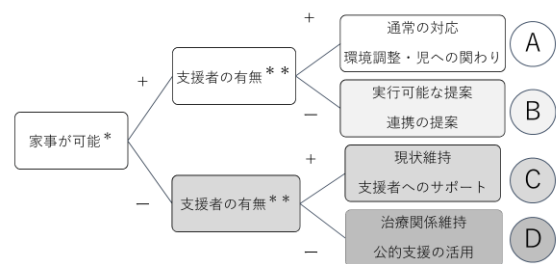 +
通常の対応
環境調整・児への関わり
A
+
支援者の有無**
−
実行可能な提案
連携の提案
B
家事が可能*
+
現状維持
支援者へのサポート
C
−
支援者の有無**
−
治療関係維持
公的支援の活用
D